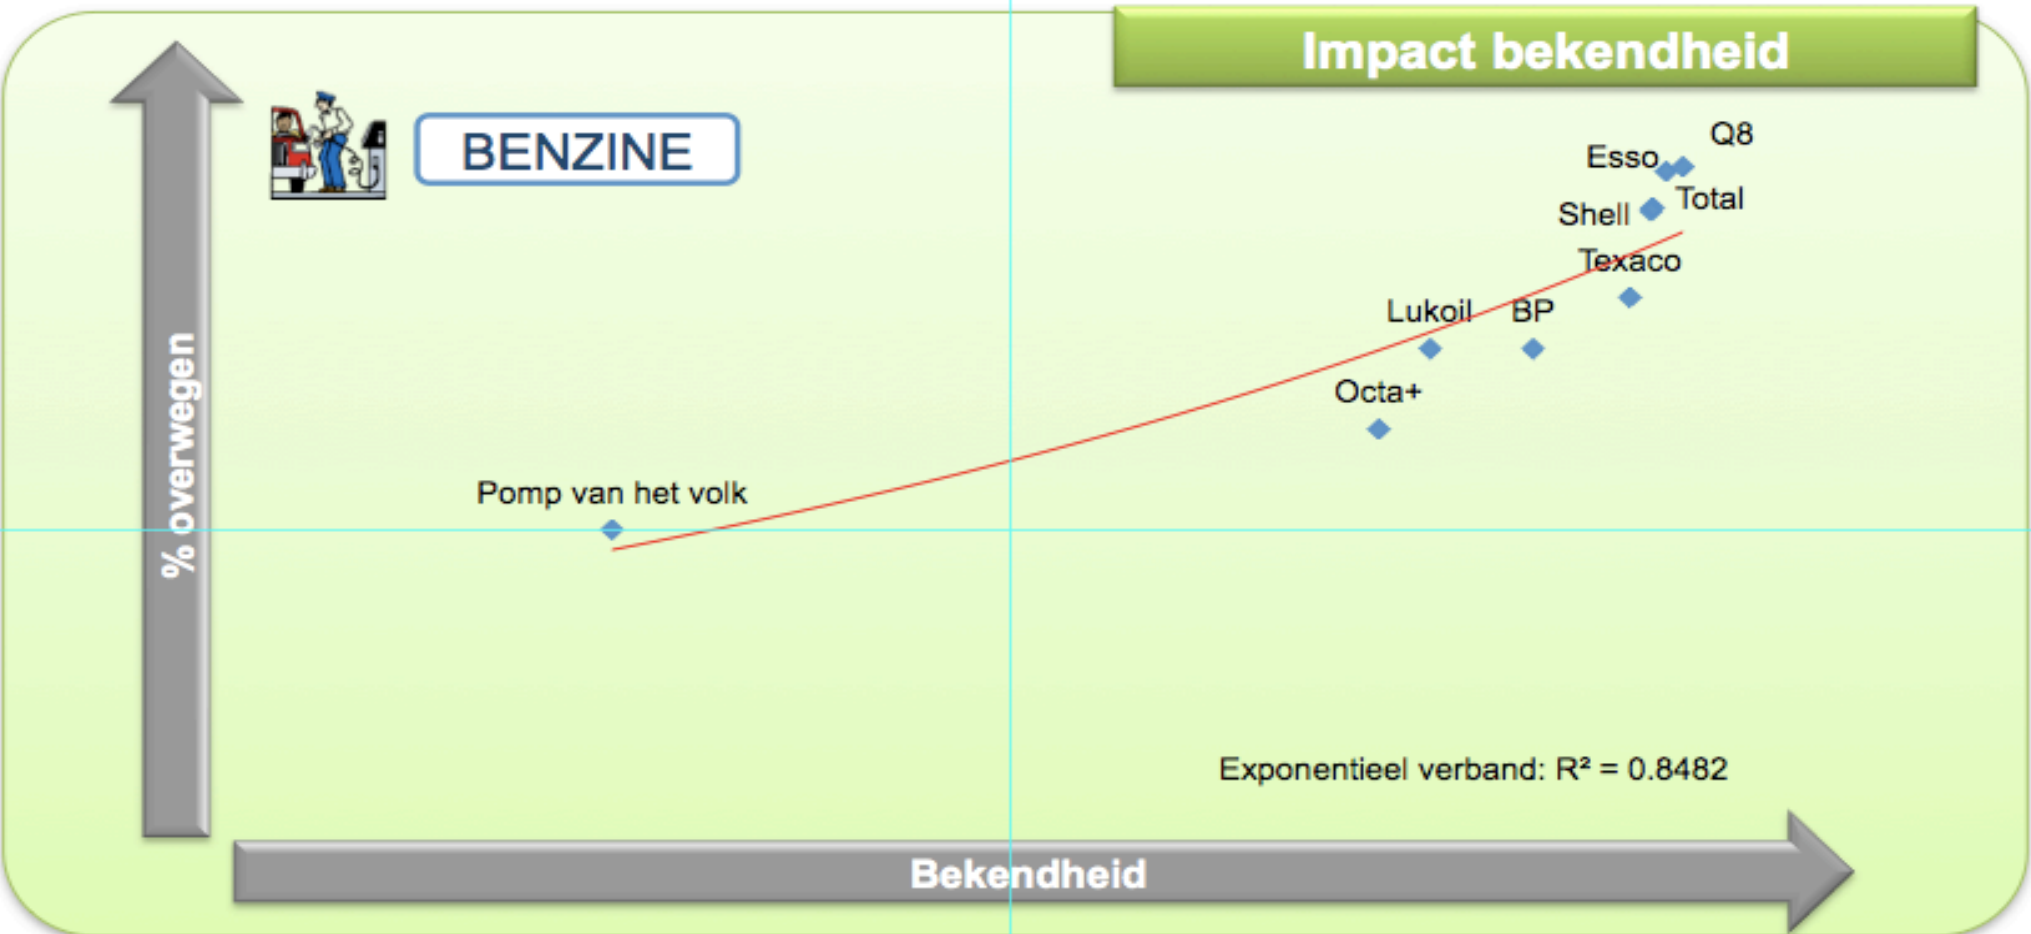 Impact bekendheid
BENZINE
Q8
Esso
Total
Shell
Texaco
Lukoil
BP
Octa+
Pomp van het volk
% overwegen
Exponentieel verband: R² = 0.8482
Bekendheid